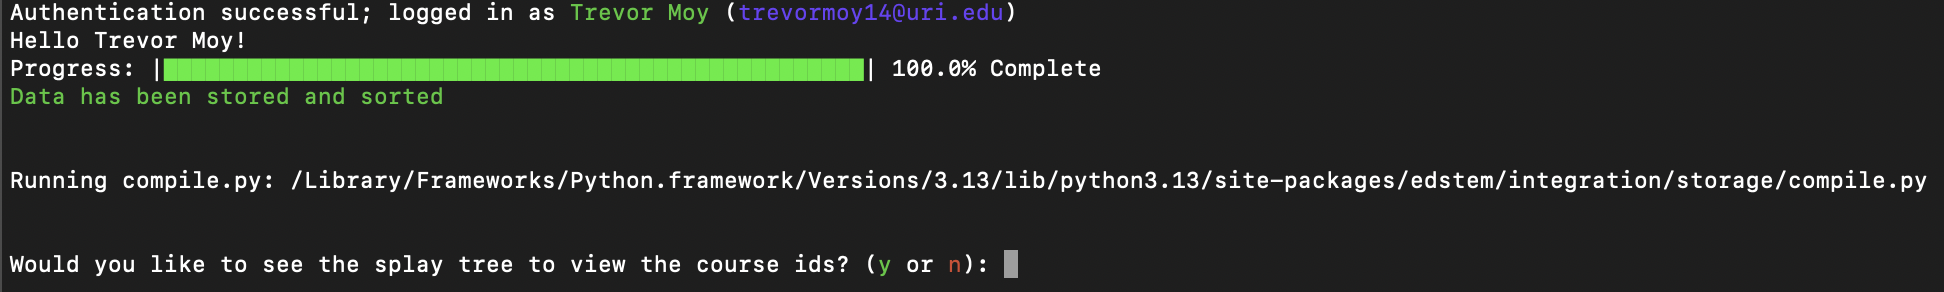 Authentication successful; logged in as Trevor Moy (trevormoy14@uri.edu)
Hello Trevor Moy!
Progress: || 100.0% Complete
Data has been stored and sorted
Running compile.py: /Library/Frameworks/Python.framework/Versions/3.13/lib/python3.13/site-packages/edstem/integration/storage/compile.py
Would you like to see the splay tree to view the course ids? (y or n):